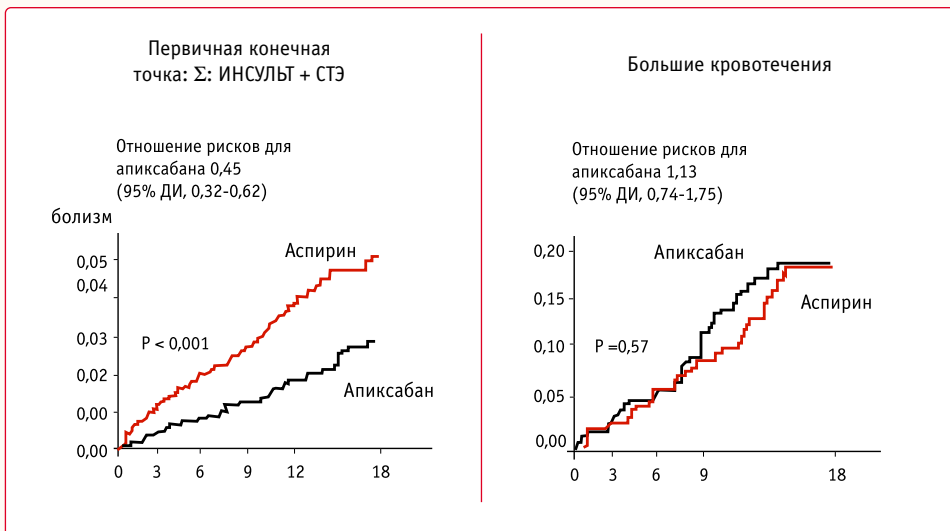 Первичная конечная
точка: Σ: ИНСУЛЬТ + СТЭ
Отношение рисков для
апиксабана 0,45
(95% ДИ, 0,32-0,62)
болизм
Аспирин
0,05
0,04
0,03
0,02
0,00
0,00
P < 0,001
Апиксабан
0 3 6 9 12 18
Большие кровотечения
Отношение рисков для
апиксабана 1,13
(95% ДИ, 0,74-1,75)
0,20
0,15
0,10
0,05
0,00
Апиксабан
Аспирин
P =0,57
0 3 6 9 18